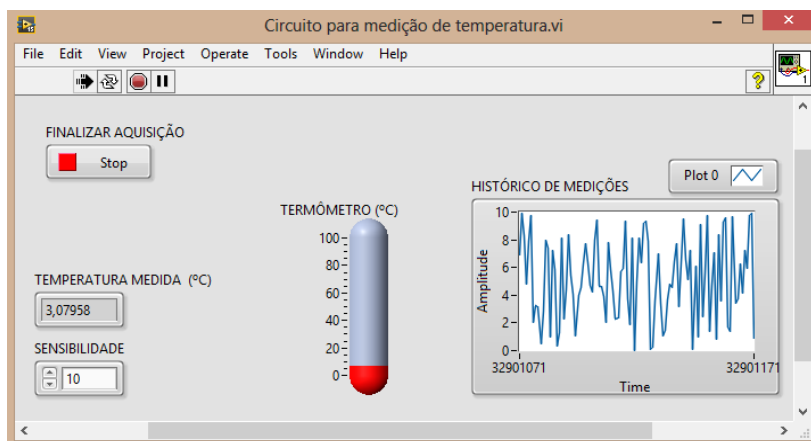 Circuito para medição de temperatura.vi
File Edit View Project Operate Tools Window Help
FINALIZAR AQUISIÇÃO
Stop
TEMPERATURA MEDIDA (ºC)
3,07958
SENSIBILIDADE
10
TERMÔMETRO (ºC)
100
80
60
40
20
0
HISTÓRICO DE MEDIÇÕES
Plot 0
Amplitude
10
8
6
4
2
0
32901071
32901171
Time
1